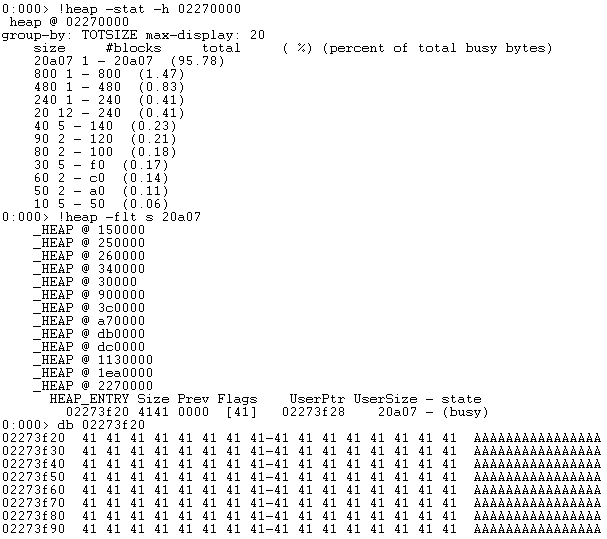 0:000> !heap -stat -h 02270000
heap @ 02270000
group-by: TOTSIZE max-display: 20
size #blocks total ( %) (percent of total busy bytes)
20a07 1 - 20a07 (95.78)
800 1 - 800 (1.47)
480 1 - 480 (0.83)
240 1 - 240 (0.41)
20 12 - 240 (0.41)
40 5 - 140 (0.23)
90 2 - 120 (0.21)
80 2 - 100 (0.18)
30 5 - f0 (0.17)
60 2 - c0 (0.14)
50 2 - a0 (0.11)
10 5 - 50 (0.06)
0:000> !heap -flt s 20a07
_HEAP @ 150000
_HEAP @ 250000
_HEAP @ 260000
_HEAP @ 340000
_HEAP @ 30000
_HEAP @ 900000
_HEAP @ 3c0000
_HEAP @ a70000
_HEAP @ db0000
_HEAP @ dc0000
_HEAP @ 1130000
_HEAP @ 1ea0000
_HEAP @ 2270000
HEAP_ENTRY Size Prev Flags UserPtr UserSize - state
02273f20 4141 0000 [41] 02273f28 20a07 - (busy)
0:000> db 02273f20
02273f20 41 41 41 41 41 41 41 41-41 41 41 41 41 41 41 41 AAAAAAAAAAAAAAAA
02273f30 41 41 41 41 41 41 41 41-41 41 41 41 41 41 41 41 AAAAAAAAAAAAAAAA
02273f40 41 41 41 41 41 41 41 41-41 41 41 41 41 41 41 41 AAAAAAAAAAAAAAAA
02273f50 41 41 41 41 41 41 41 41-41 41 41 41 41 41 41 41 AAAAAAAAAAAAAAAA
02273f60 41 41 41 41 41 41 41 41-41 41 41 41 41 41 41 41 AAAAAAAAAAAAAAAA
02273f70 41 41 41 41 41 41 41 41-41 41 41 41 41 41 41 41 AAAAAAAAAAAAAAAA
02273f80 41 41 41 41 41 41 41 41-41 41 41 41 41 41 41 41 AAAAAAAAAAAAAAAA
02273f90 41 41 41 41 41 41 41 41-41 41 41 41 41 41 41 41 AAAAAAAAAAAAAAAA